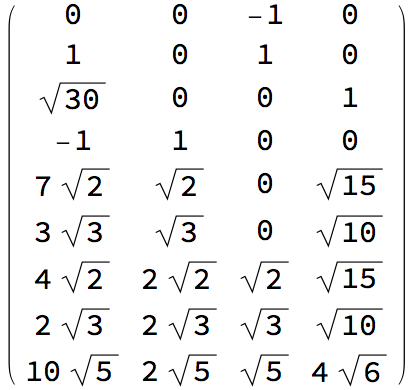 0 0 -1 0
1 0 1 0
√30 0 0 1
-1 1 0 0
7 √2 √2 0 √15
3 √3 √3 0 √10
4 √2 2 √2 √2 √15
2 √3 2 √3 √3 √10
10 √5 2 √5 √5 4 √6